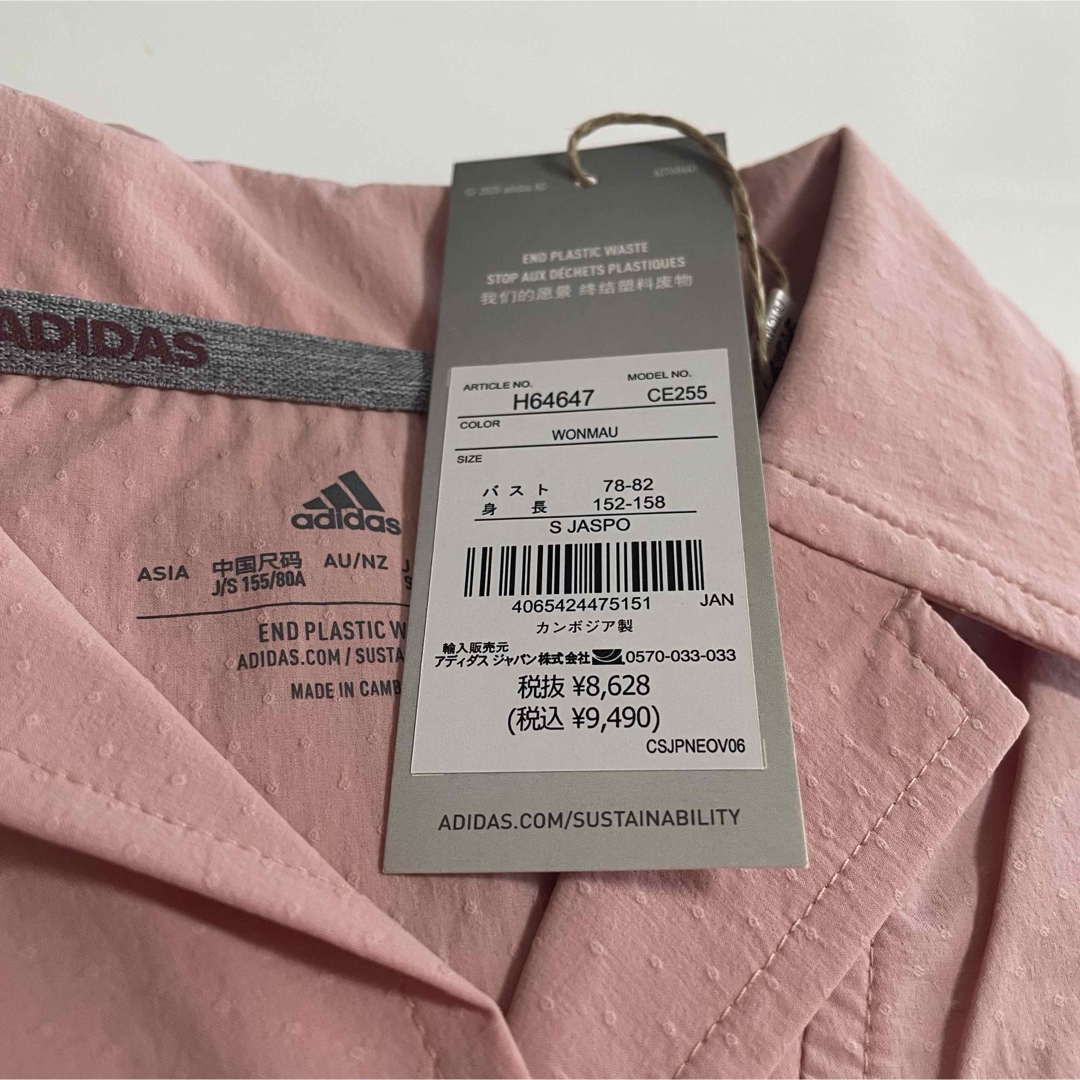 © 2020 adidas AG
END PLASTIC WASTE
STOP AUX DÉCHETS PLASTIQUES
我们的愿景 终结塑料废物
ARTICLE NO. MODEL NO.
H64647 CE255
COLOR
WONMAU
SIZE
バスト 78-82
身長 152-158
S JASPO
4065424475151 JAN
カンボジア製
輸入販売元
アディダス ジャパン株式会社 0570-033-033
税抜 ¥8,628
(税込 ¥9,490)
CSJPNEOV06
ADIDAS.COM/SUSTAINABILITY
ADIDAS
adidas
ASIA 中国尺码 AU/NZ J
J/S 155/80A S
END PLASTIC W
ADIDAS.COM / SUSTA
MADE IN CAMB